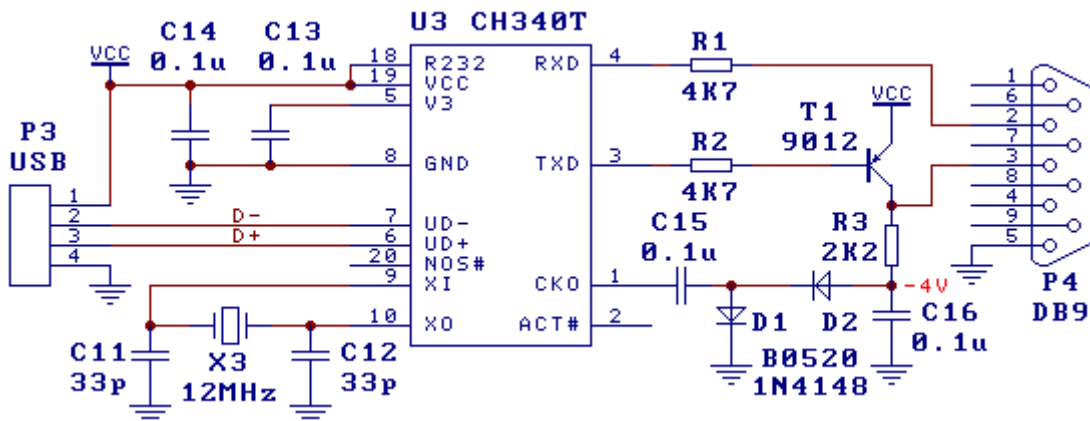 U3 CH340T
C14 C13
0.1u 0.1u
VCC
18 R232
19 VCC
5 V3
8 GND
7 UD-
6 UD+
20 NOS#
9 XI
10 XO
RXD 4
TXD 3
CKO 1
ACT# 2
P3
USB
1
2
3
4
D-
D+
C11
33p
X3
12MHz
C12
33p
R1
4K7
R2
4K7
VCC
T1
9012
C15
0.1u
R3
2K2
-4V
D1 D2
B0520
1N4148
C16
0.1u
1
6
2
7
3
8
4
9
5
P4
DB9